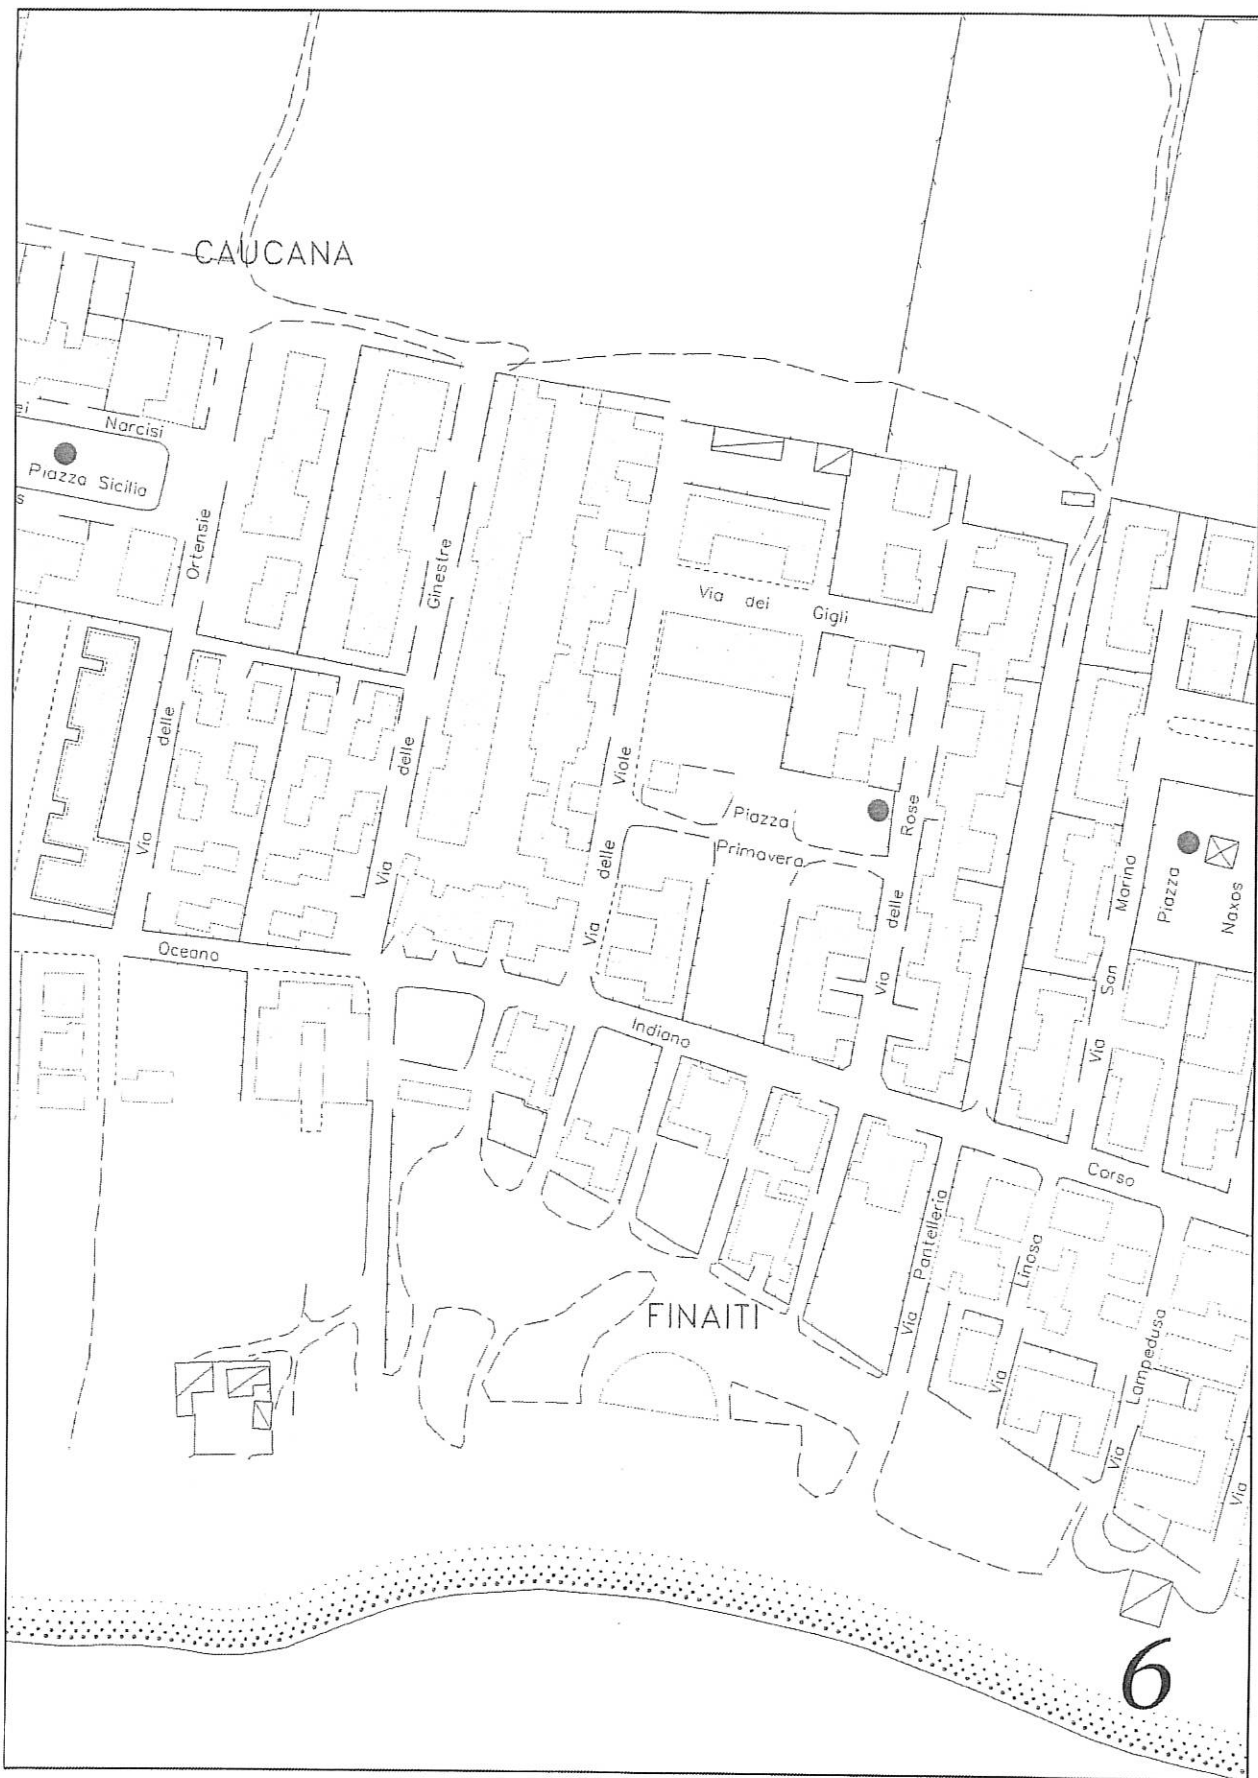 CAUCANA
ei
Narcisi
Piazza Sicilia
s
Via delle Ortensie
Via delle Ginestre
Via dei Gigli
Via delle Viole
Piazza
Primavera
Via delle Rose
Via San Marino
Piazza
Naxos
Corso
Oceano
Indiano
Via Pantelleria
Via Linosa
Via Lampedusa
Via
FINAITI
6